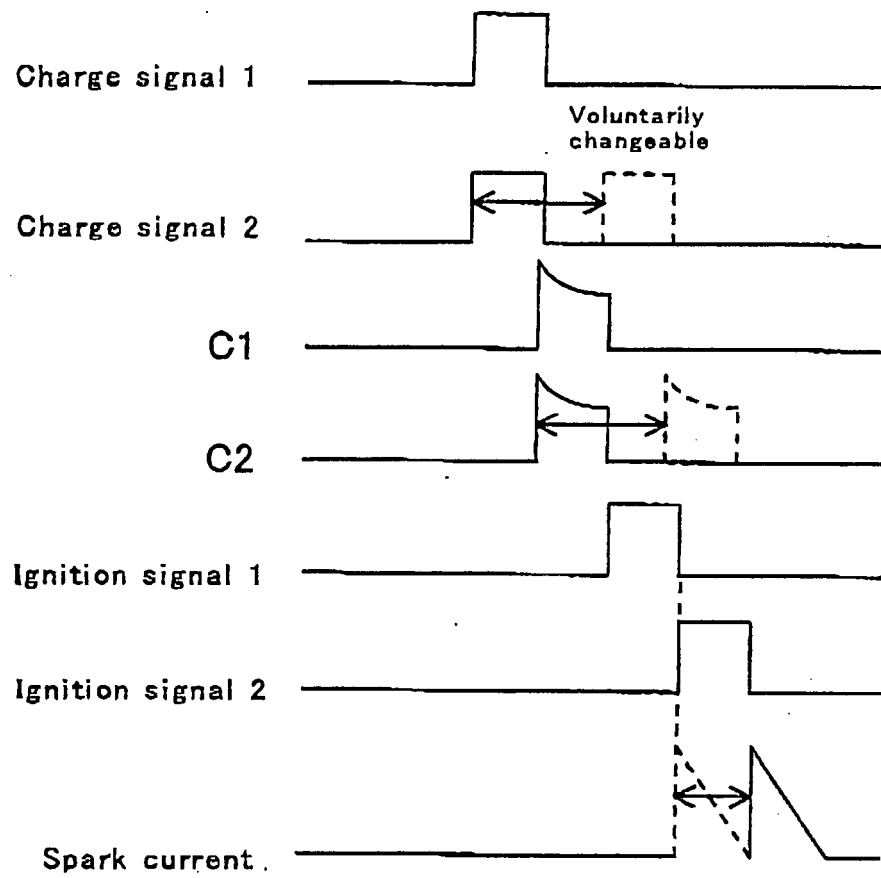 Charge signal 1
Voluntarily
changeable
Charge signal 2
C1
C2
Ignition signal 1
Ignition signal 2
Spark current